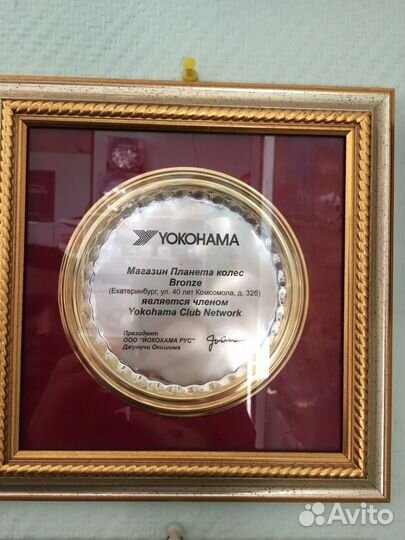 YOKOHAMA
Магазин Планета колес
Bronze
(Екатеринбург, ул. 40 лет Комсомола, д. 32б)
является членом
Yokohama Club Network
Президент
ООО "ЙОКОХАМА РУС"
Джуничи Окишима
Avito